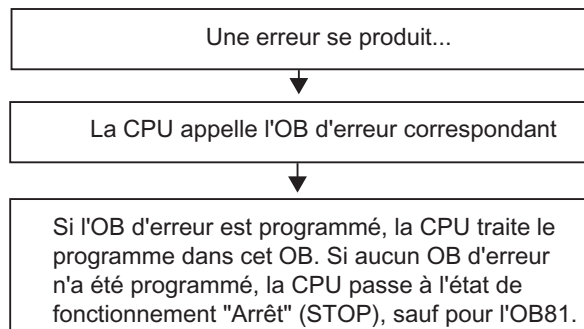 Une erreur se produit...
La CPU appelle l'OB d'erreur correspondant
Si l'OB d'erreur est programmé, la CPU traite le
programme dans cet OB. Si aucun OB d'erreur
n'a été programmé, la CPU passe à l'état de
fonctionnement "Arrêt" (STOP), sauf pour l'OB81.